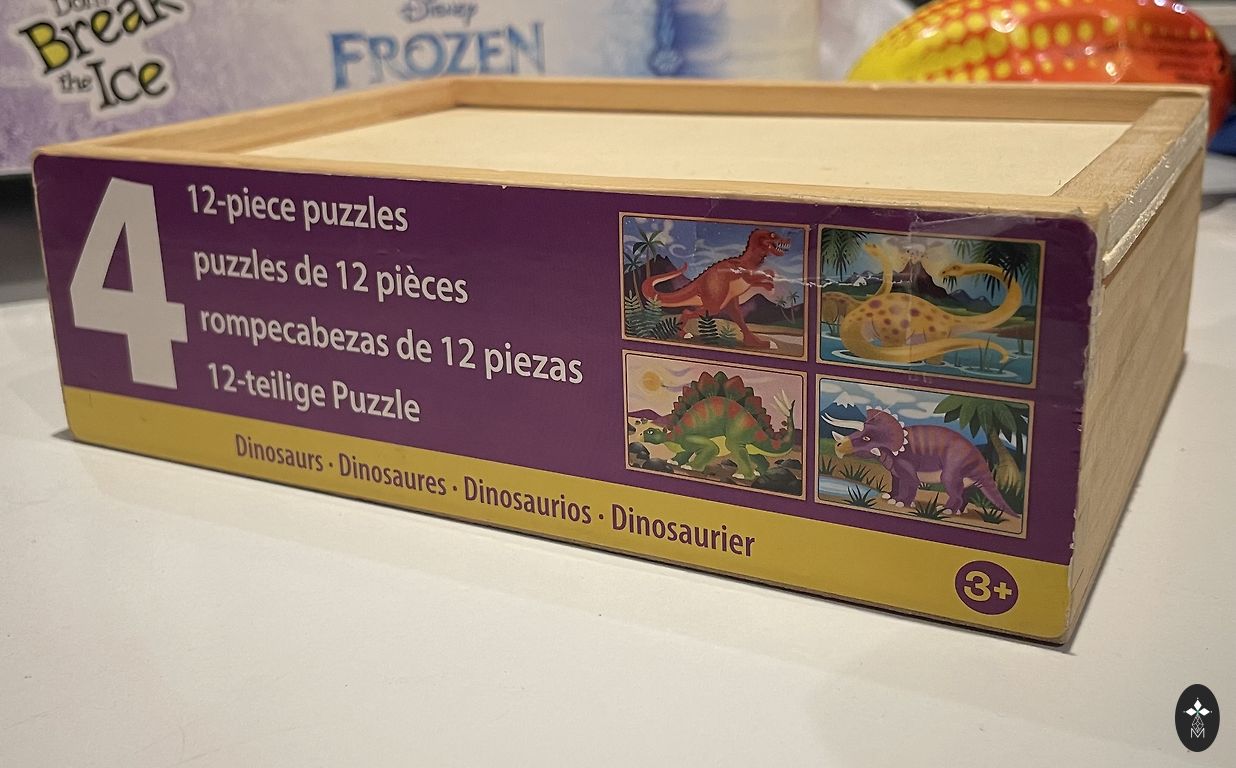 Don't
Break
the Ice
Disney
FROZEN
4
12-piece puzzles
puzzles de 12 pièces
rompecabezas de 12 piezas
12-teilige Puzzle
Dinosaurs · Dinosaures · Dinosaurios · Dinosaurier
3+
M